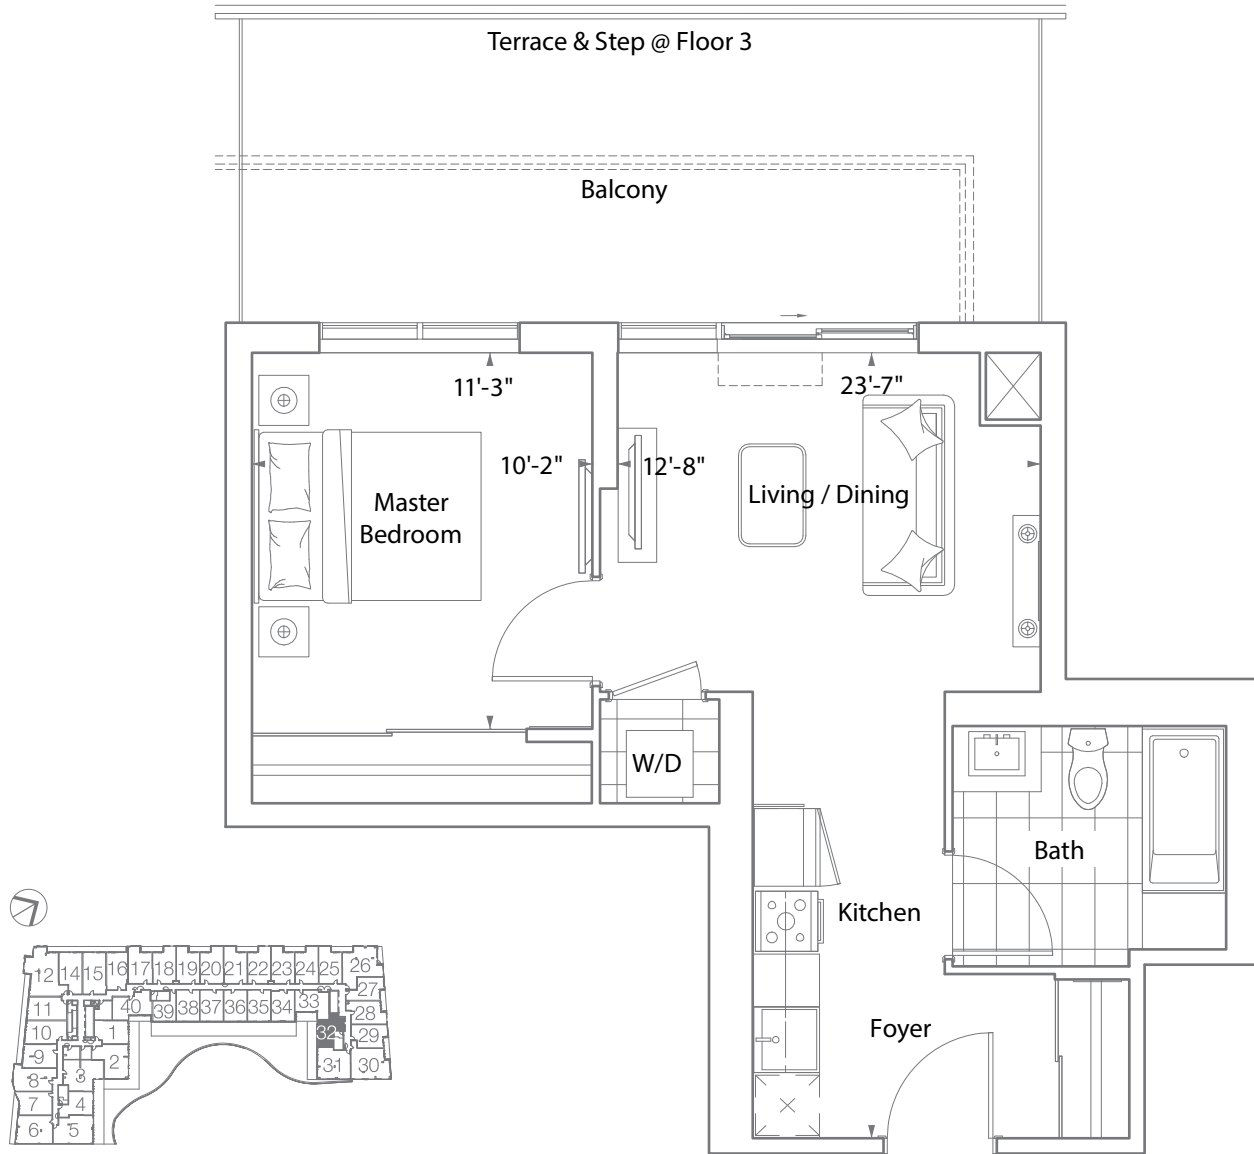 Terrace & Step @ Floor 3
Balcony
11'-3"
23'-7"
10'-2"
12'-8"
Master
Bedroom
Living / Dining
W/D
Bath
Kitchen
Foyer
12 14 15 16 17 18 19 20 21 22 23 24 25 26
27
11 40 39 38 37 36 35 34 33 28
10 1 32 29
9 2 31 30
8 3
7 4
6 5